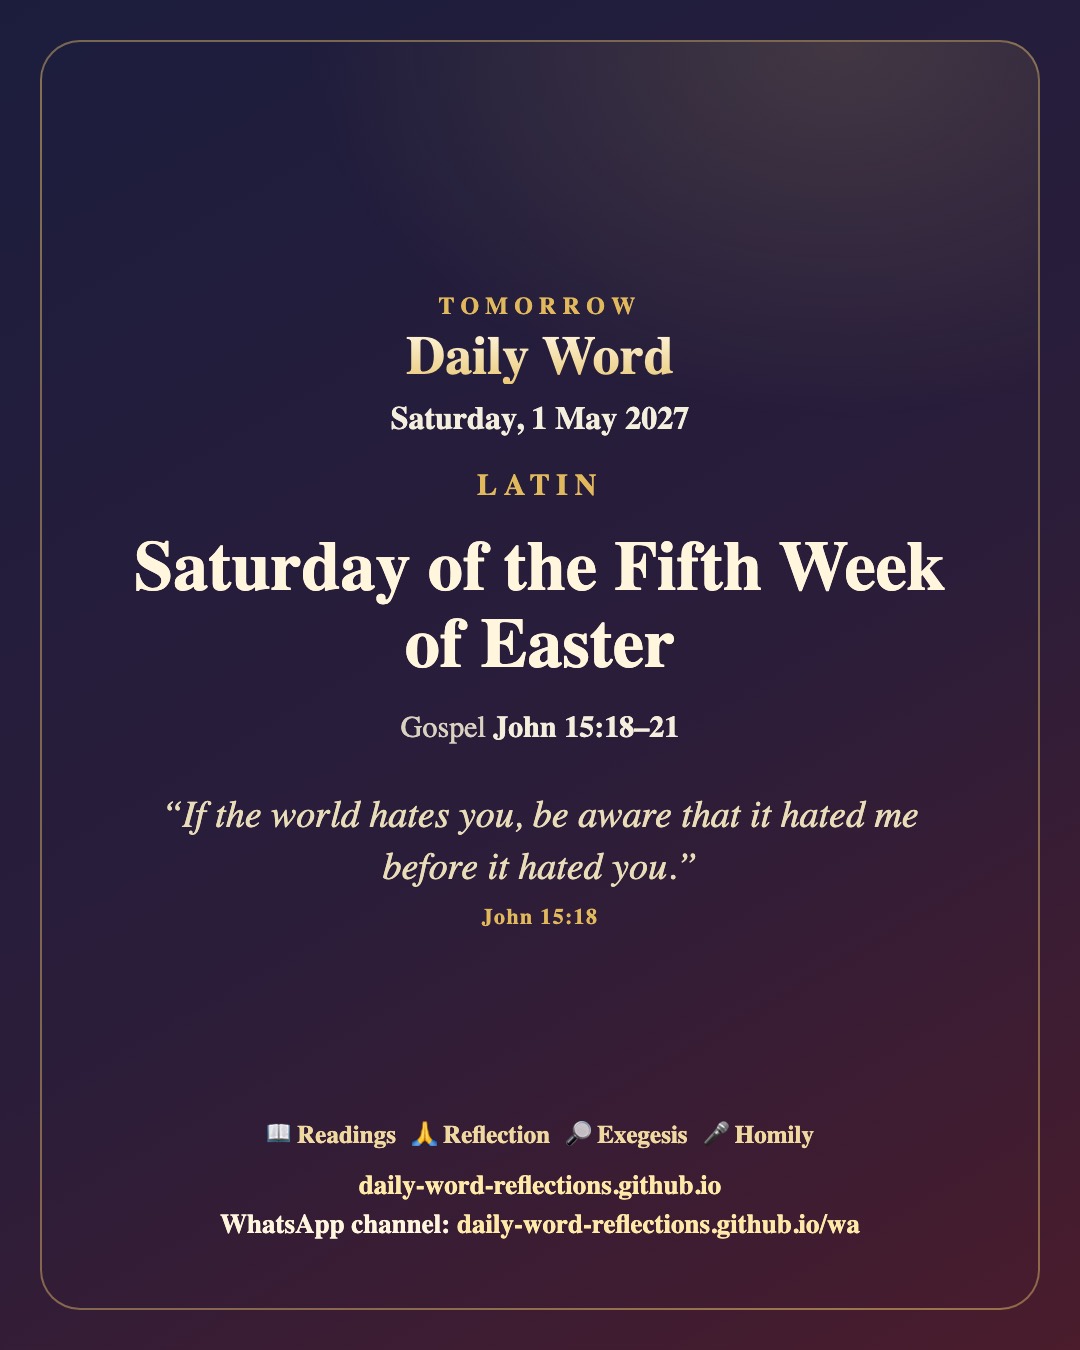 TOMORROW
Daily Word
Saturday, 1 May 2027
LATIN
Saturday of the Fifth Week
of Easter
Gospel John 15:18–21
“If the world hates you, be aware that it hated me
before it hated you.”
John 15:18
📖 Readings 🙏 Reflection 🔎 Exegesis 🎤 Homily
daily-word-reflections.github.io
WhatsApp channel: daily-word-reflections.github.io/wa